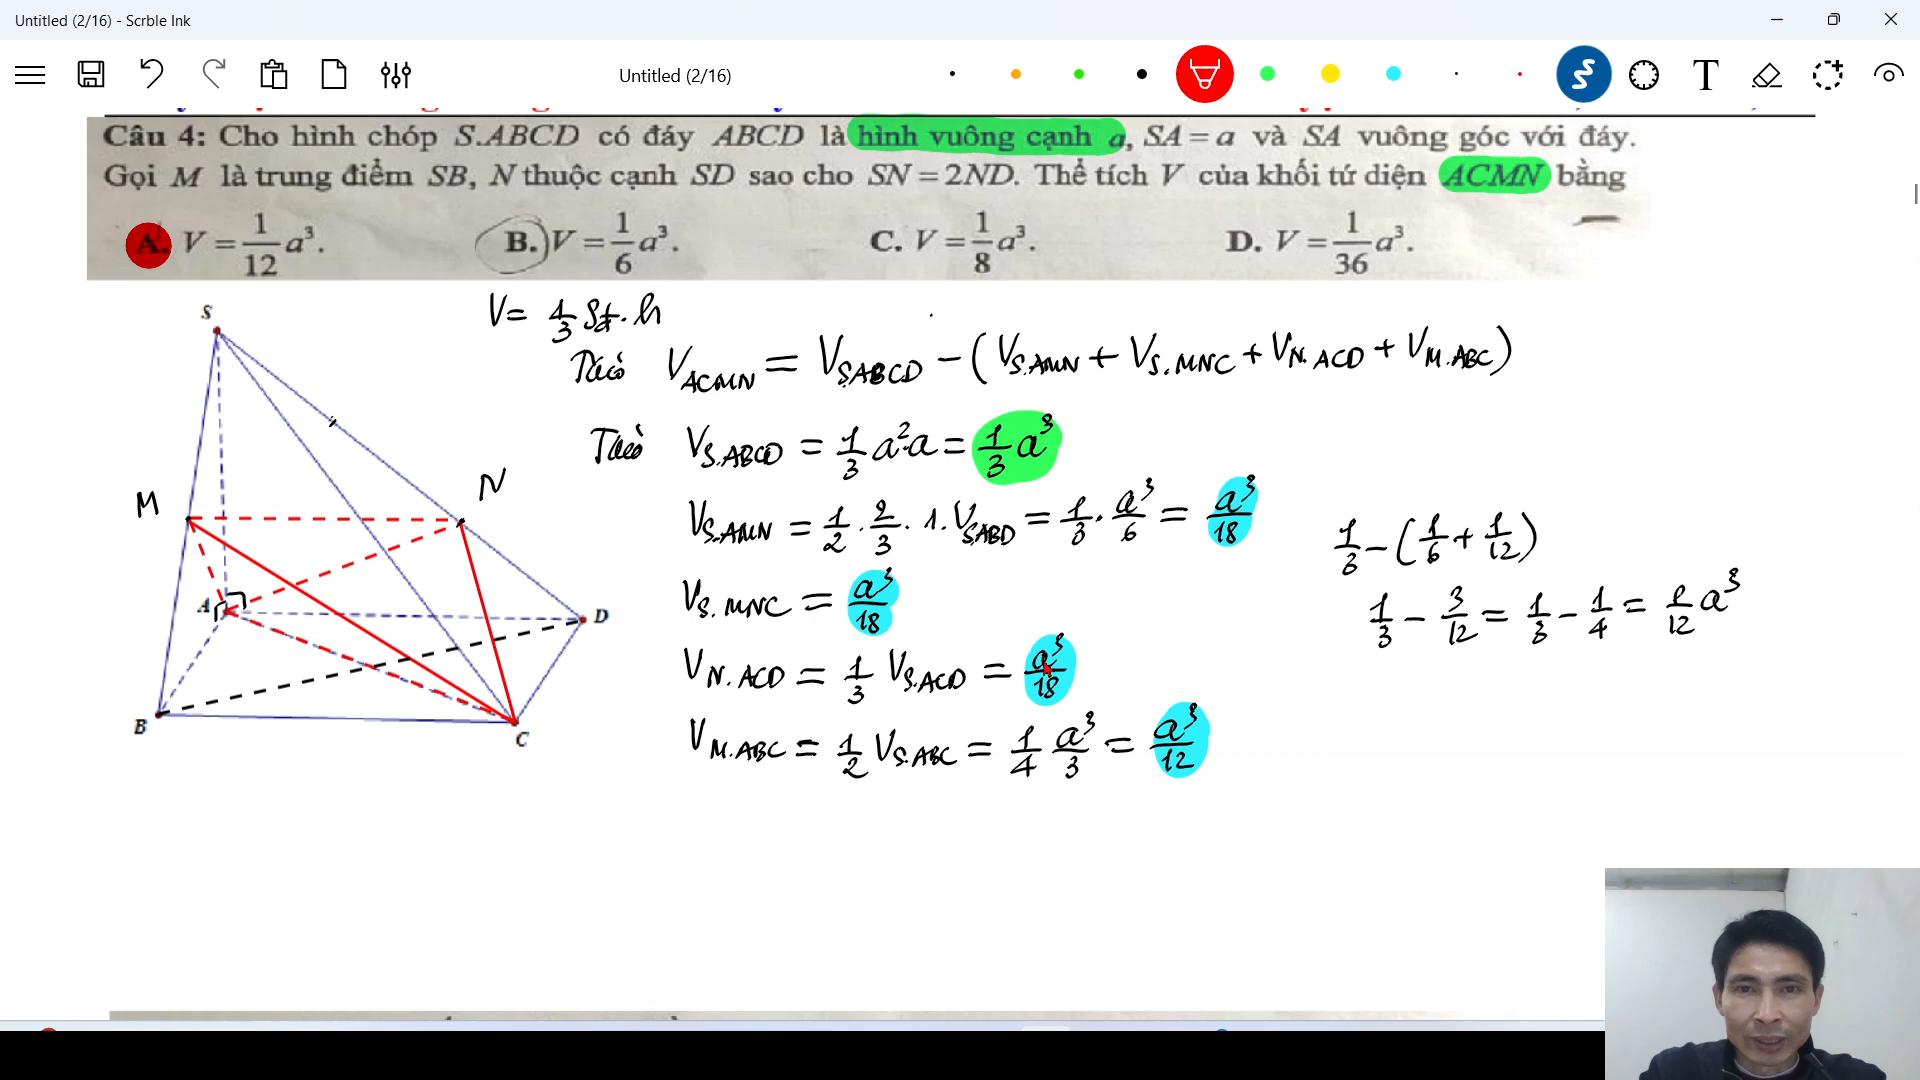 Untitled (2/16) - Scrble Ink
Untitled (2/16)
T
Câu 4: Cho hình chóp S.ABCD có đáy ABCD là hình vuông cạnh a, SA = a và SA vuông góc với đáy.
Gọi M là trung điểm SB, N thuộc cạnh SD sao cho SN = 2ND. Thể tích V của khối tứ diện ACMN bằng
A. V = 1/12 a³. B. V = 1/6 a³. C. V = 1/8 a³. D. V = 1/36 a³.
V = 1/3 Sđ. h
Ta có V_ACMN = V_S.ABCD - (V_S.AMN + V_S.MNC + V_N.ACD + V_M.ABC)
Ta có V_S.ABCD = 1/3 a².a = 1/3 a³
V_S.AMN = 1/2 . 2/3 . 1. V_SABD = 1/3 . a³/6 = a³/18
V_S.MNC = a³/18
V_N.ACD = 1/3 V_S.ACD = a³/18
V_M.ABC = 1/2 V_S.ABC = 1/4 a³/3 = a³/12
1/3 - (1/6 + 1/12)
1/3 - 3/12 = 1/3 - 1/4 = 1/12 a³
S
M
N
A
D
B
C